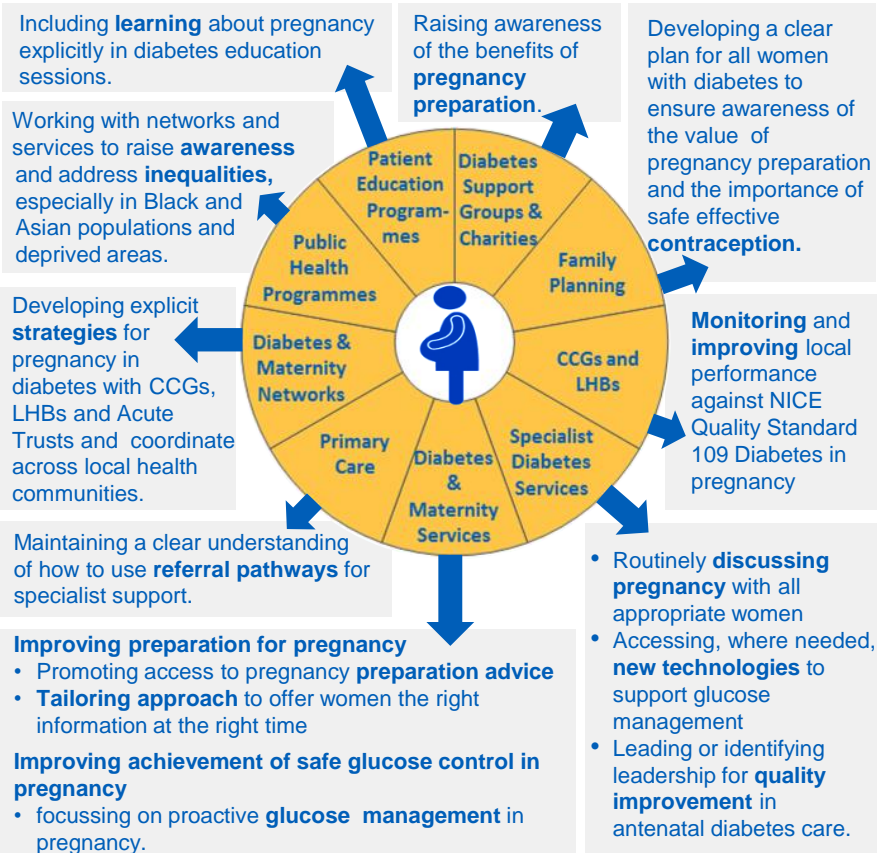 Including learning about pregnancy
explicitly in diabetes education
sessions.
Raising awareness
of the benefits of
pregnancy
preparation.
Developing a clear
plan for all women
with diabetes to
ensure awareness of
the value of
pregnancy preparation
and the importance of
safe effective
contraception.
Working with networks and
services to raise awareness
and address inequalities,
especially in Black and
Asian populations and
deprived areas.
Patient
Education
Program-
mes
Diabetes
Support
Groups &
Charities
Public
Health
Programmes
Family
Planning
Developing explicit
strategies for
pregnancy in
diabetes with CCGs,
LHBs and Acute
Trusts and coordinate
across local health
communities.
Diabetes &
Maternity
Networks
CCGs and
LHBs
Monitoring and
improving local
performance
against NICE
Quality Standard
109 Diabetes in
pregnancy
Primary
Care
Diabetes
&
Maternity
Services
Specialist
Diabetes
Services
Maintaining a clear understanding
of how to use referral pathways for
specialist support.
• Routinely discussing
pregnancy with all
appropriate women
• Accessing, where needed,
new technologies to
support glucose
management
• Leading or identifying
leadership for quality
improvement in
antenatal diabetes care.
Improving preparation for pregnancy
• Promoting access to pregnancy preparation advice
• Tailoring approach to offer women the right
information at the right time
Improving achievement of safe glucose control in
pregnancy
• focussing on proactive glucose management in
pregnancy.